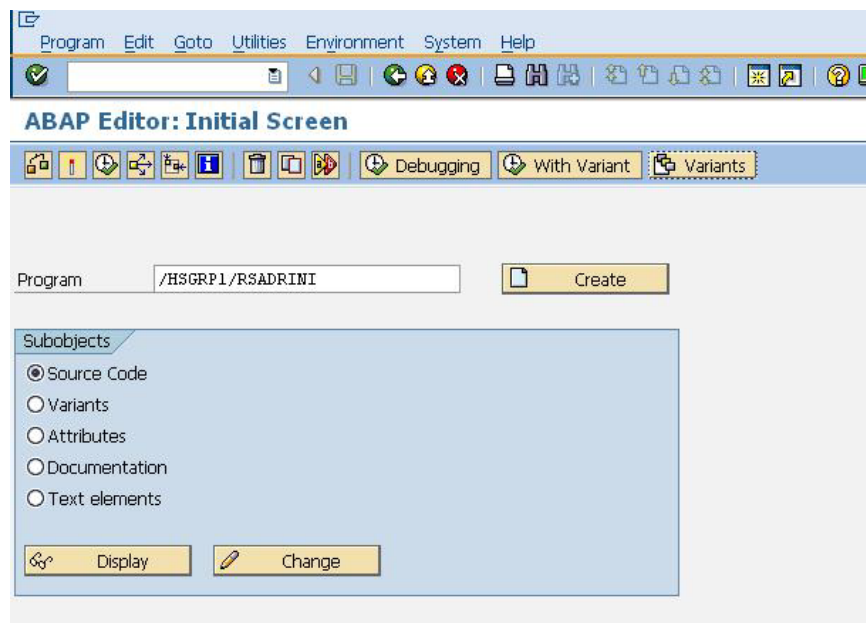 Program Edit Goto Utilities Environment System Help
ABAP Editor: Initial Screen
Debugging With Variant Variants
Program /HSGRP1/RSADRINI Create
Subobjects
Source Code
Variants
Attributes
Documentation
Text elements
Display Change